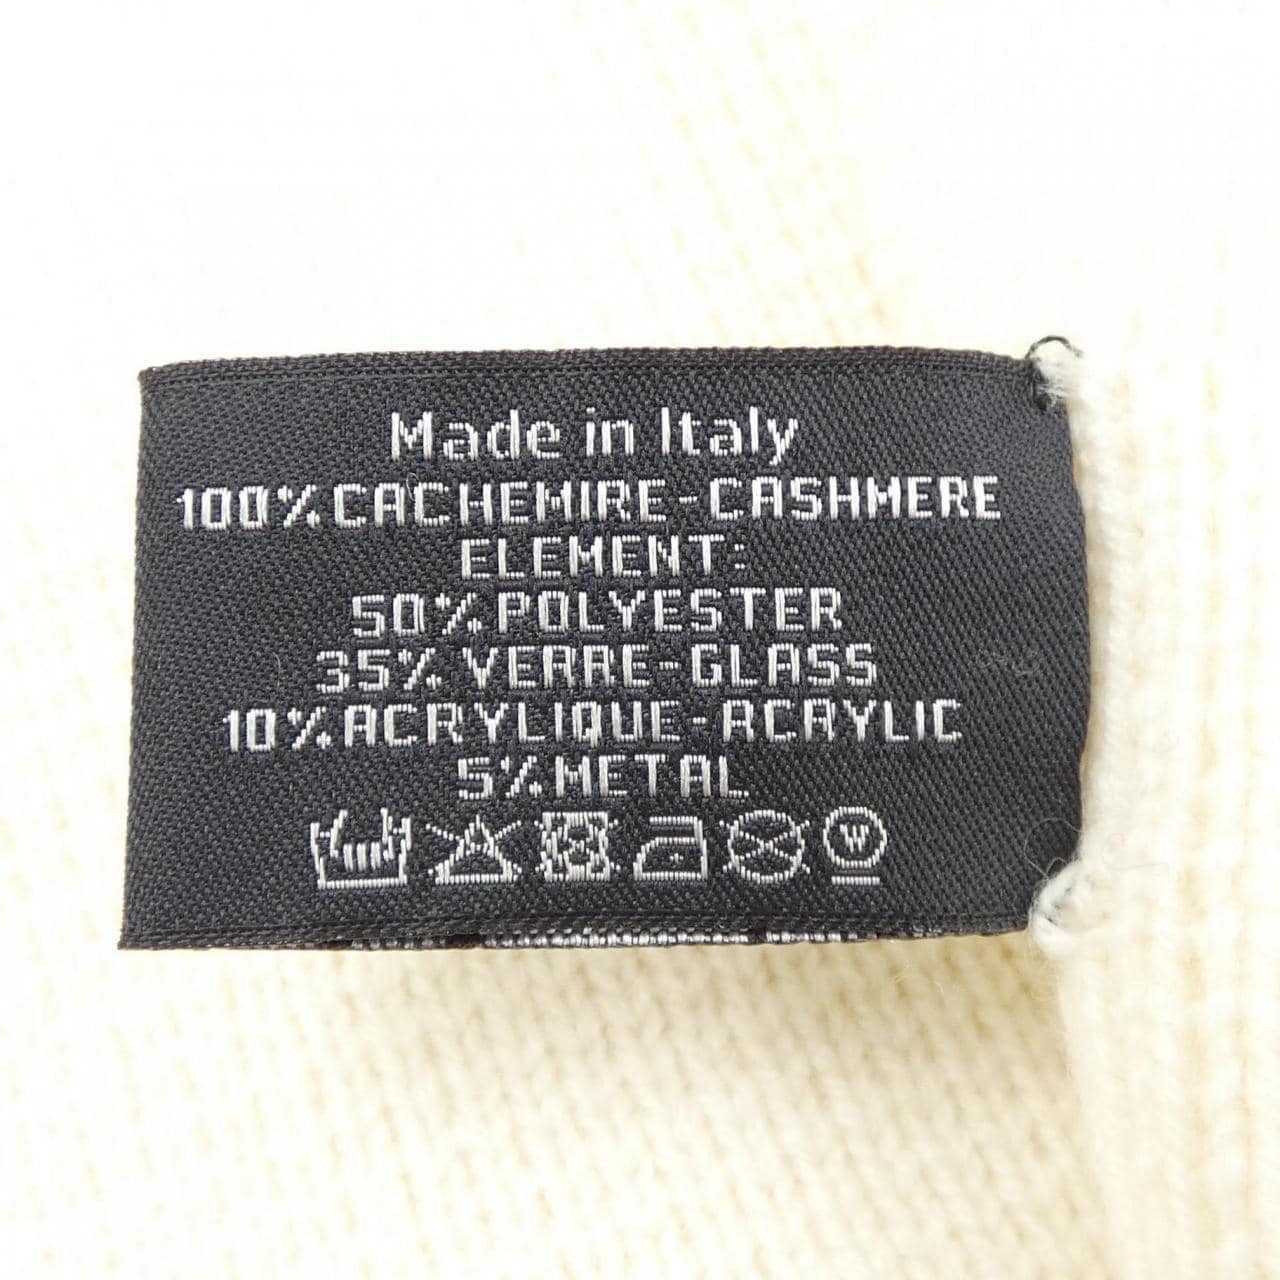 Made in Italy
100% CACHEMIRE-CASHMERE
ELEMENT:
50% POLYESTER
35% VERRE-GLASS
10% ACRYLIQUE-ACRYLIC
5% METAL
W